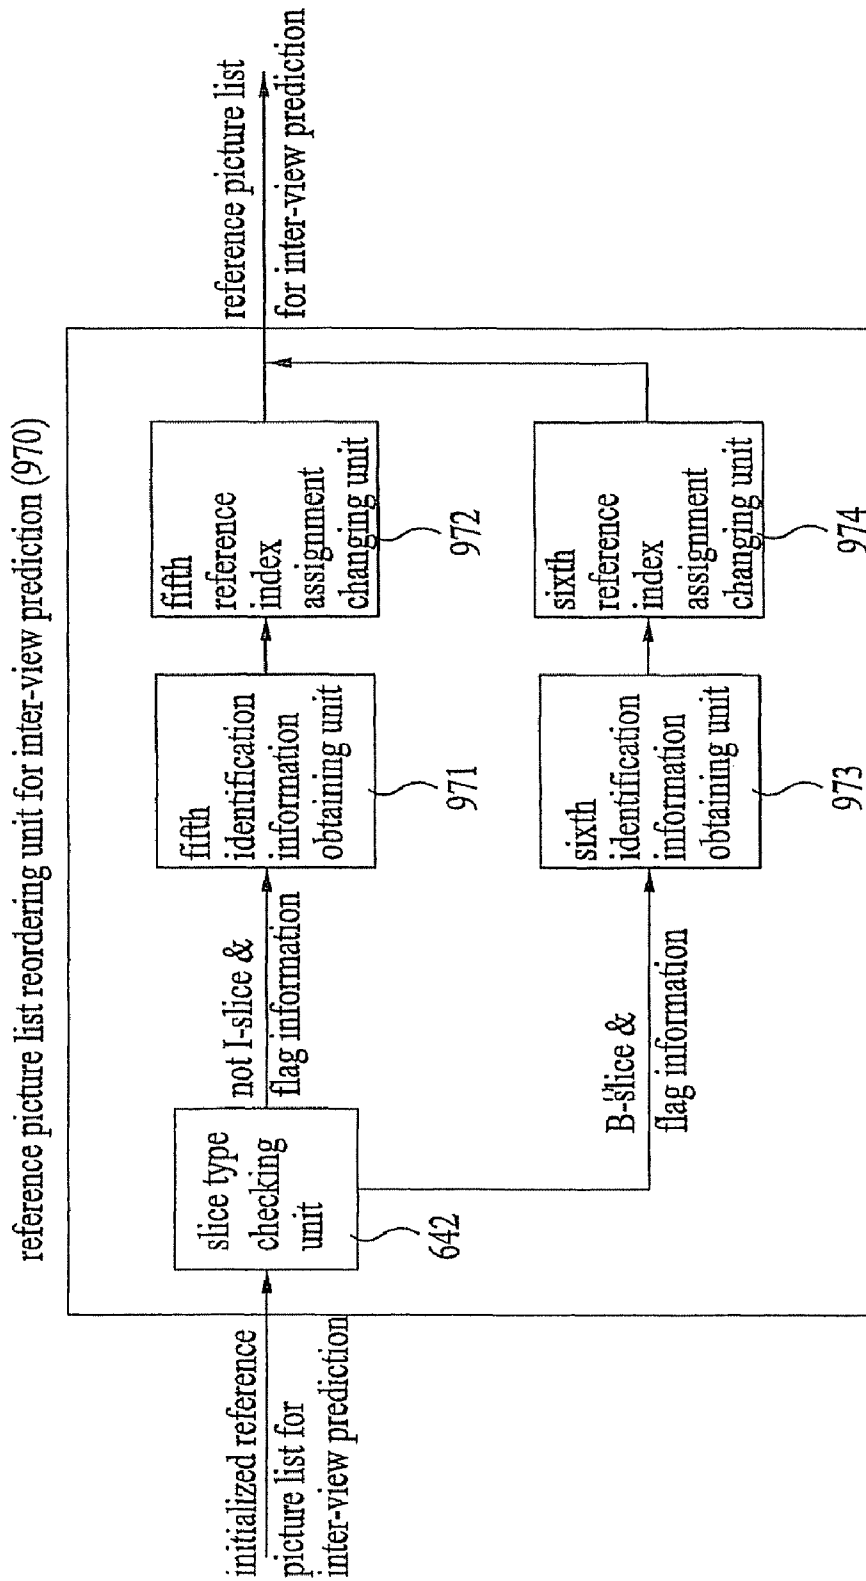 reference picture list reordering unit for inter-view prediction (970)
initialized reference
picture list for
inter-view prediction
slice type
checking
unit
642
not I-slice &
flag information
fifth
identification
information
obtaining unit
971
fifth
reference
index
assignment
changing unit
972
reference picture list
for inter-view prediction
B-slice &
flag information
sixth
identification
information
obtaining unit
973
sixth
reference
index
assignment
changing unit
974